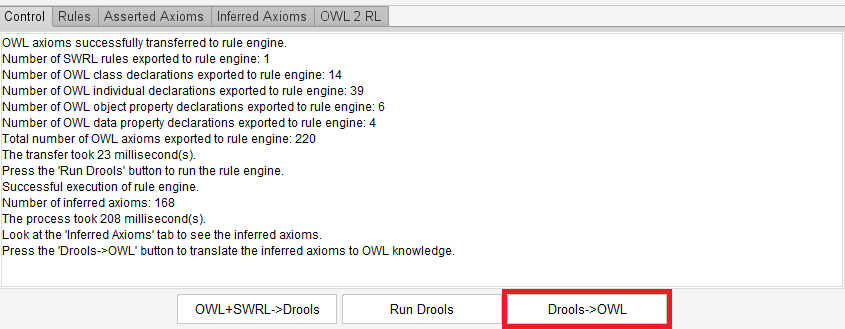 Control Rules Asserted Axioms Inferred Axioms OWL 2 RL
OWL axioms successfully transferred to rule engine.
Number of SWRL rules exported to rule engine: 1
Number of OWL class declarations exported to rule engine: 14
Number of OWL individual declarations exported to rule engine: 39
Number of OWL object property declarations exported to rule engine: 6
Number of OWL data property declarations exported to rule engine: 4
Total number of OWL axioms exported to rule engine: 220
The transfer took 23 millisecond(s).
Press the 'Run Drools' button to run the rule engine.
Successful execution of rule engine.
Number of inferred axioms: 168
The process took 208 millisecond(s).
Look at the 'Inferred Axioms' tab to see the inferred axioms.
Press the 'Drools->OWL' button to translate the inferred axioms to OWL knowledge.
OWL+SWRL->Drools Run Drools Drools->OWL